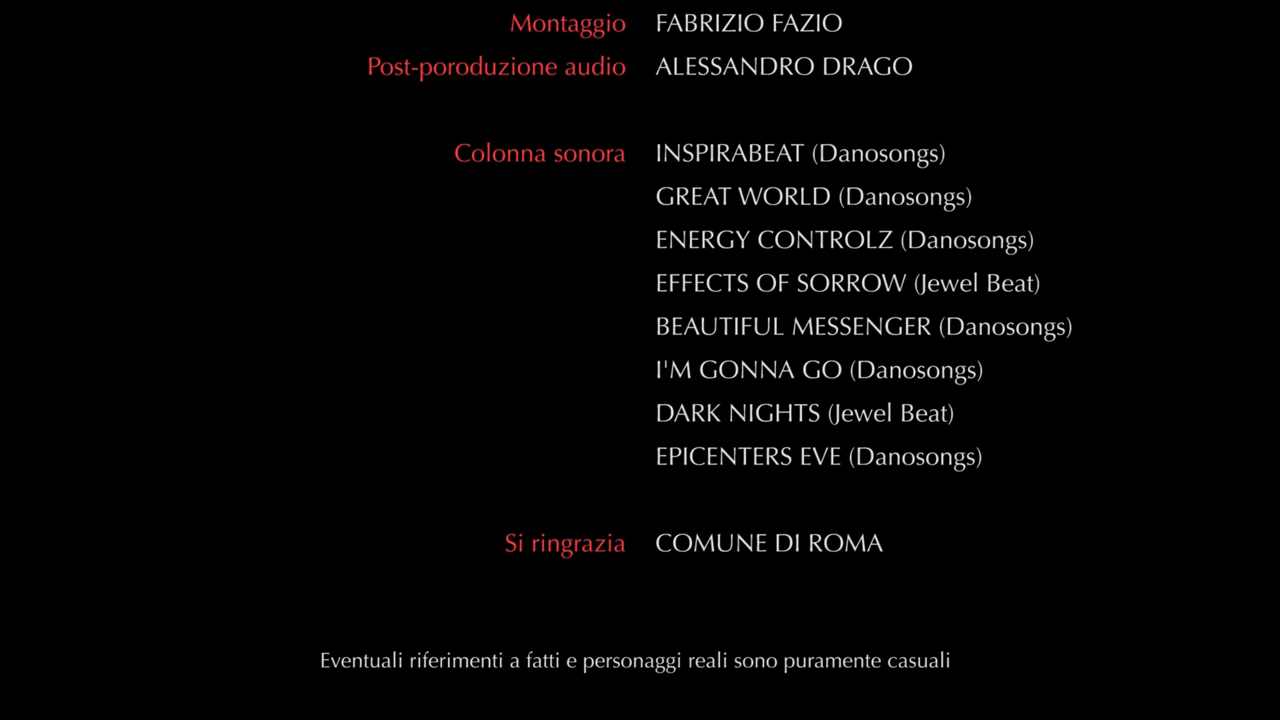 Montaggio FABRIZIO FAZIO
Post-poroduzione audio ALESSANDRO DRAGO
Colonna sonora INSPIRABEAT (Danosongs)
GREAT WORLD (Danosongs)
ENERGY CONTROLZ (Danosongs)
EFFECTS OF SORROW (Jewel Beat)
BEAUTIFUL MESSENGER (Danosongs)
I'M GONNA GO (Danosongs)
DARK NIGHTS (Jewel Beat)
EPICENTERS EVE (Danosongs)
Si ringrazia COMUNE DI ROMA
Eventuali riferimenti a fatti e personaggi reali sono puramente casuali